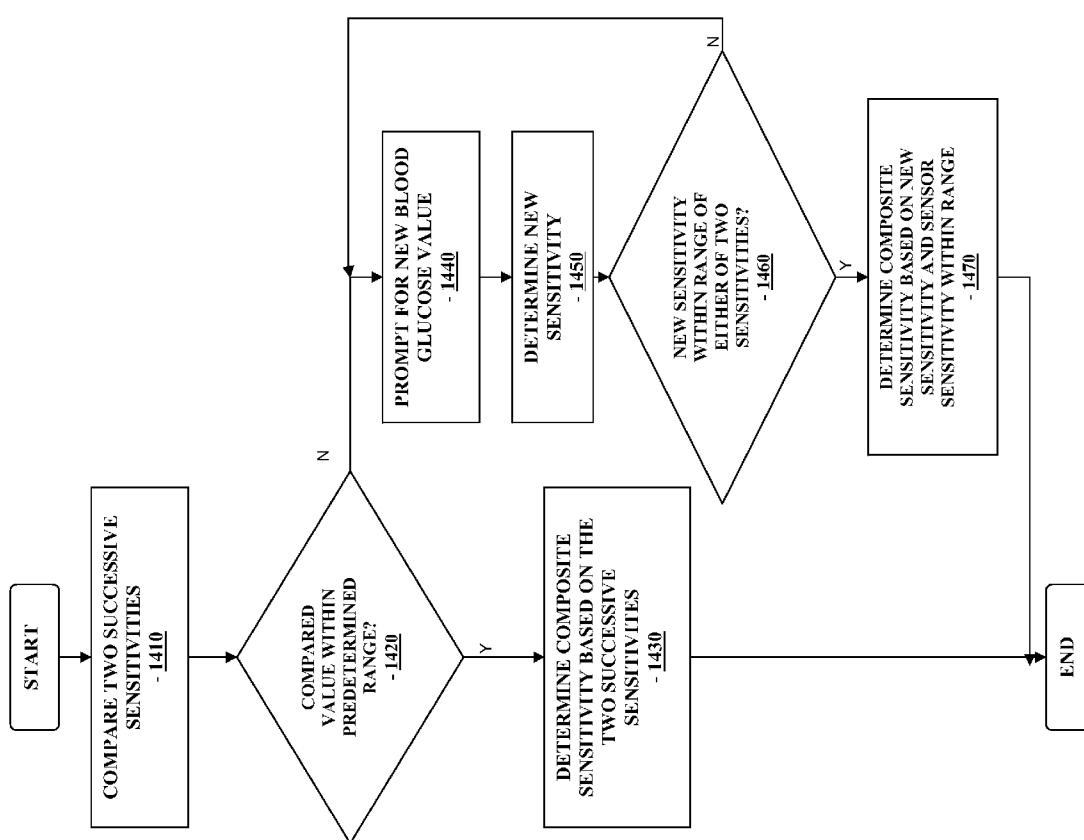 START
COMPARE TWO SUCCESSIVE
SENSITIVITIES
- 1410
COMPARED
VALUE WITHIN
PREDETERMINED
RANGE?
- 1420
N
Y
DETERMINE COMPOSITE
SENSITIVITY BASED ON THE
TWO SUCCESSIVE
SENSITIVITES
- 1430
PROMPT FOR NEW BLOOD
GLUCOSE VALUE
- 1440
DETERMINE NEW
SENSITIVITY
- 1450
NEW SENSITIVITY
WITHIN RANGE OF
EITHER OF TWO
SENSITIVITIES?
- 1460
N
Y
DETERMINE COMPOSITE
SENSITIVITY BASED ON NEW
SENSITIVITY AND SENSOR
SENSITIVITY WITHIN RANGE
- 1470
END